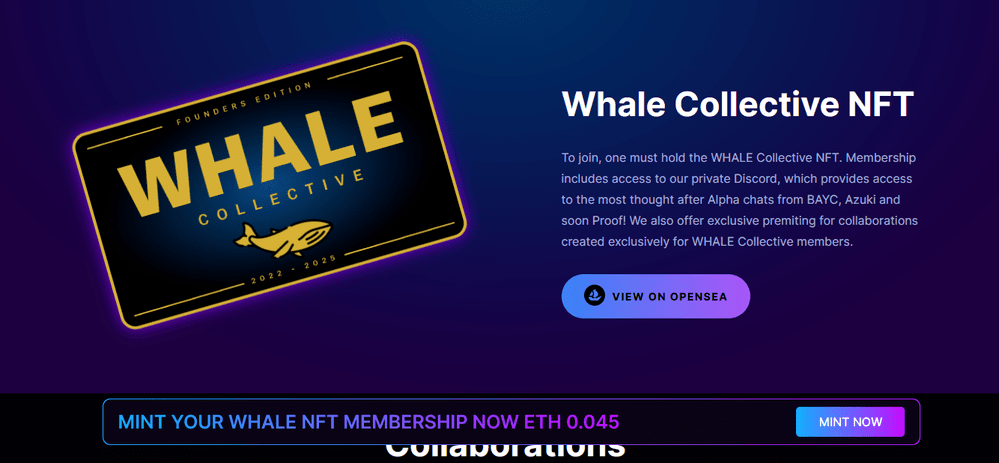 FOUNDERS EDITION
WHALE
COLLECTIVE
2022 - 2025
Whale Collective NFT
To join, one must hold the WHALE Collective NFT. Membership
includes access to our private Discord, which provides access
to the most thought after Alpha chats from BAYC, Azuki and
soon Proof! We also offer exclusive premiting for collaborations
created exclusively for WHALE Collective members.
VIEW ON OPENSEA
MINT YOUR WHALE NFT MEMBERSHIP NOW ETH 0.045
MINT NOW
Collaborations